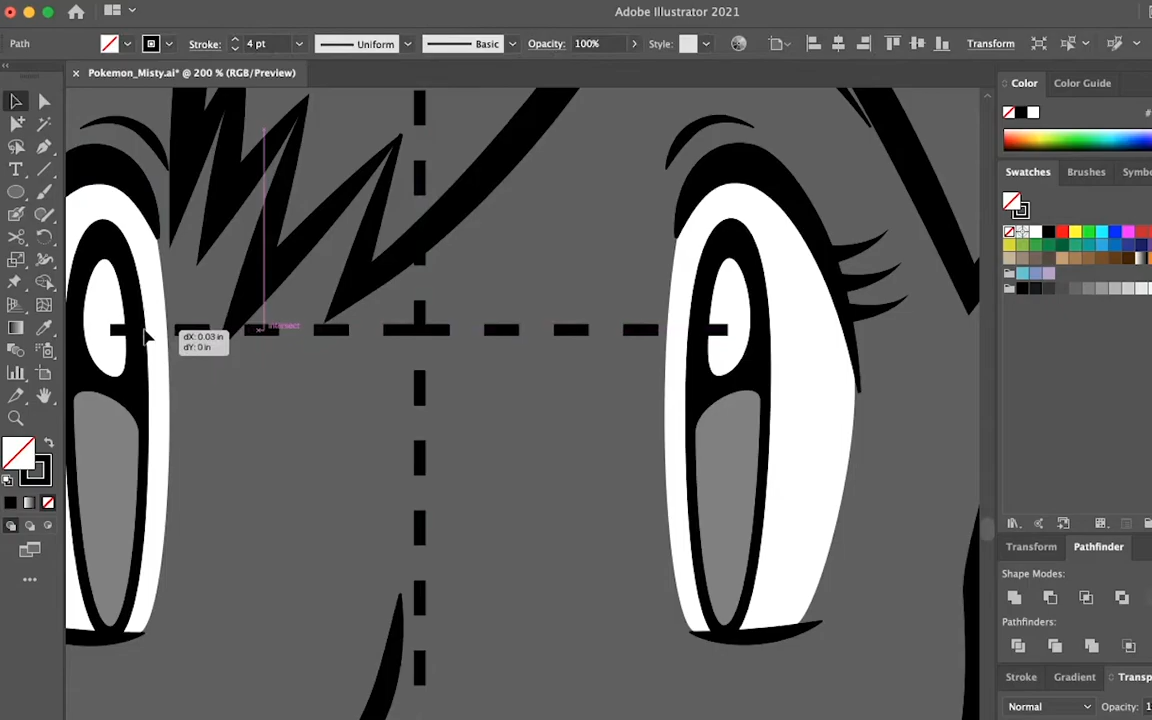 Adobe Illustrator 2021
Path
Stroke:
4 pt
Uniform
Basic
Opacity:
100%
Style:
Transform
× Pokemon_Misty.ai* @ 200 % (RGB/Preview)
Color
Color Guide
#
Swatches
Brushes
Symbo
intersect
dX: 0.03 in
dY: 0 in
Transform
Pathfinder
Shape Modes:
Pathfinders:
Stroke
Gradient
Transp
Normal
Opacity:
1